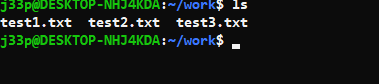 j33p@DESKTOP-NHJ4KDA:~/work$ ls
test1.txt  test2.txt  test3.txt
j33p@DESKTOP-NHJ4KDA:~/work$